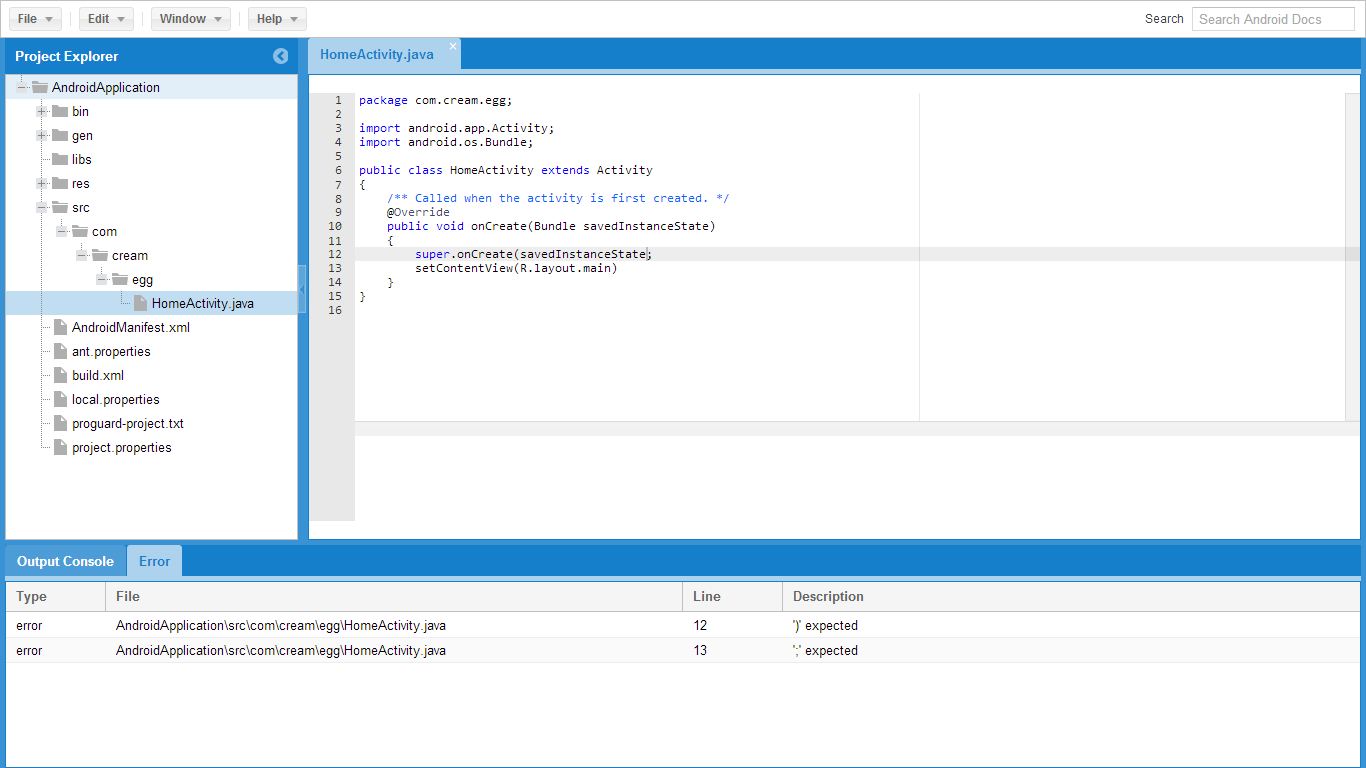 File Edit Window Help Search Search Android Docs
Project Explorer
AndroidApplication
bin
gen
libs
res
src
com
cream
egg
HomeActivity.java
AndroidManifest.xml
ant.properties
build.xml
local.properties
proguard-project.txt
project.properties
HomeActivity.java
1 package com.cream.egg;
2
3 import android.app.Activity;
4 import android.os.Bundle;
5
6 public class HomeActivity extends Activity
7 {
8 /** Called when the activity is first created. */
9 @Override
10 public void onCreate(Bundle savedInstanceState)
11 {
12 super.onCreate(savedInstanceState;
13 setContentView(R.layout.main)
14 }
15 }
16
Output Console Error
Type File Line Description
error AndroidApplication\src\com\cream\egg\HomeActivity.java 12 ')' expected
error AndroidApplication\src\com\cream\egg\HomeActivity.java 13 ';' expected